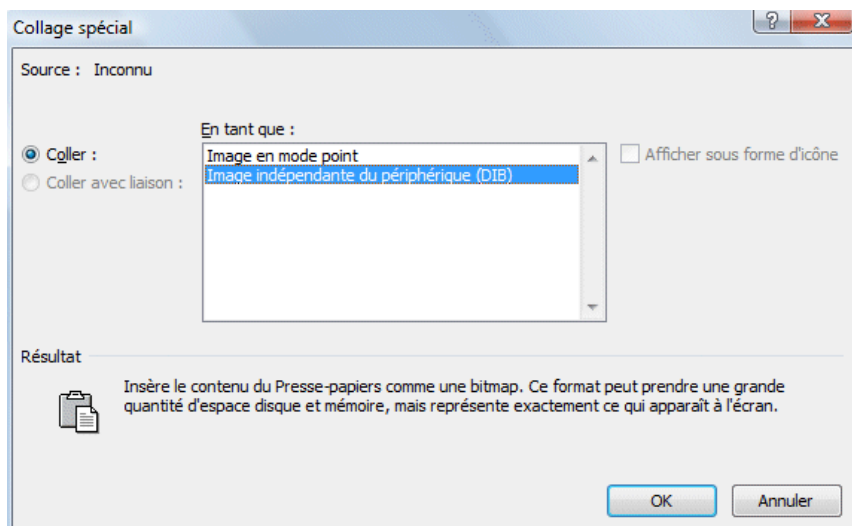 Collage spécial
Source : Inconnu
En tant que :
Coller :
Coller avec liaison :
Image en mode point
Image indépendante du périphérique (DIB)
Afficher sous forme d'icône
Résultat
Insère le contenu du Presse-papiers comme une bitmap. Ce format peut prendre une grande
quantité d'espace disque et mémoire, mais représente exactement ce qui apparaît à l'écran.
OK
Annuler